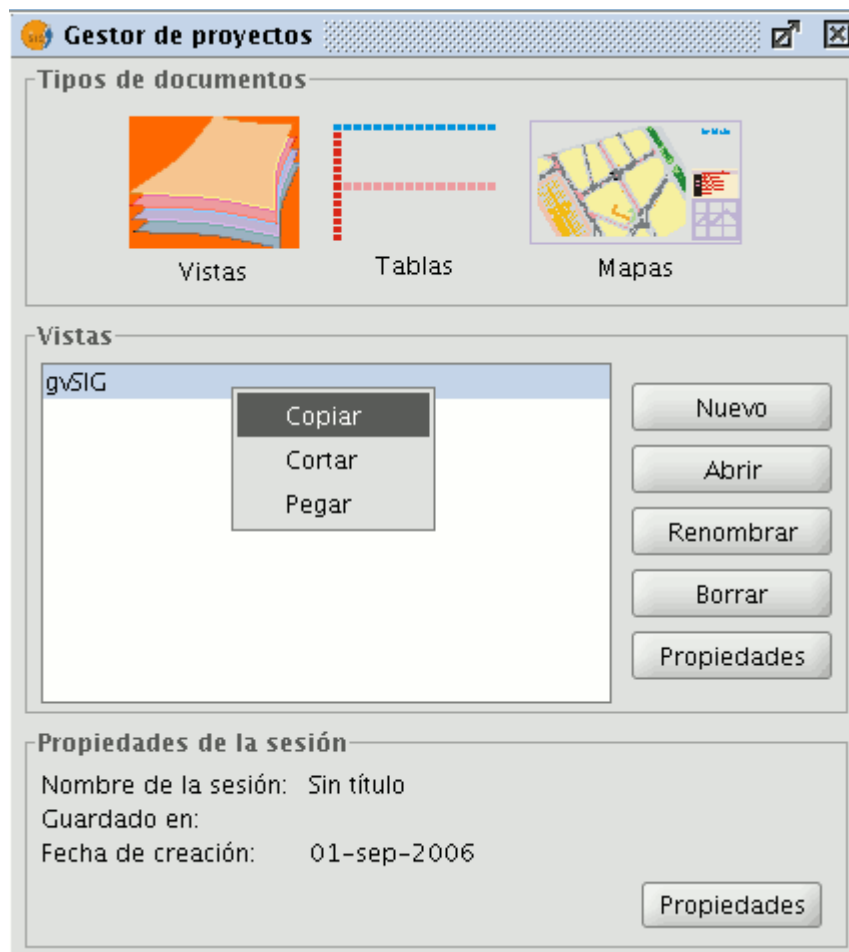 Gestor de proyectos
Tipos de documentos
Vistas
Tablas
Mapas
Vistas
gvSIG
Copiar
Cortar
Pegar
Nuevo
Abrir
Renombrar
Borrar
Propiedades
Propiedades de la sesión
Nombre de la sesión: Sin título
Guardado en:
Fecha de creación: 01-sep-2006
Propiedades